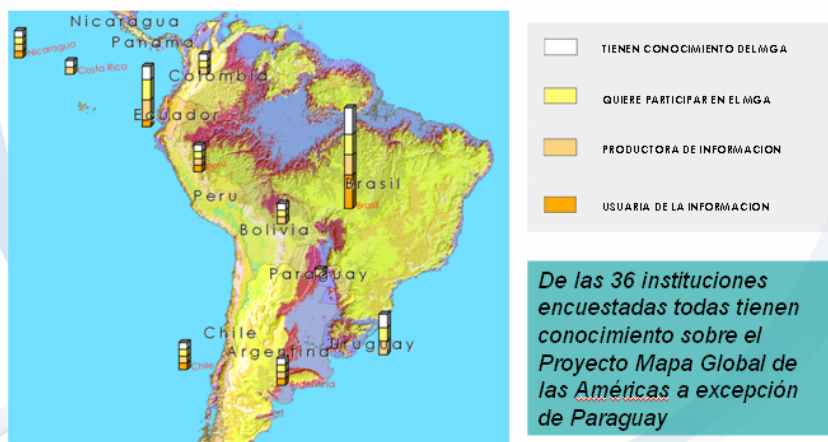 Nicaragua
Nicaragua
Panama
Costa Rica
Colombia
Ecuador
Peru
Brasil
Brasil
Bolivia
Paraguay
Chile
Chile
Argentina
Uruguay
TIENEN CONOCIMIENTO DEL MGA
QUIERE PARTICIPAR EN EL MGA
PRODUCTORA DE INFORMACION
USUARIA DE LA INFORMACION
De las 36 instituciones
encuestadas todas tienen
conocimiento sobre el
Proyecto Mapa Global de
las Américas a excepción
de Paraguay